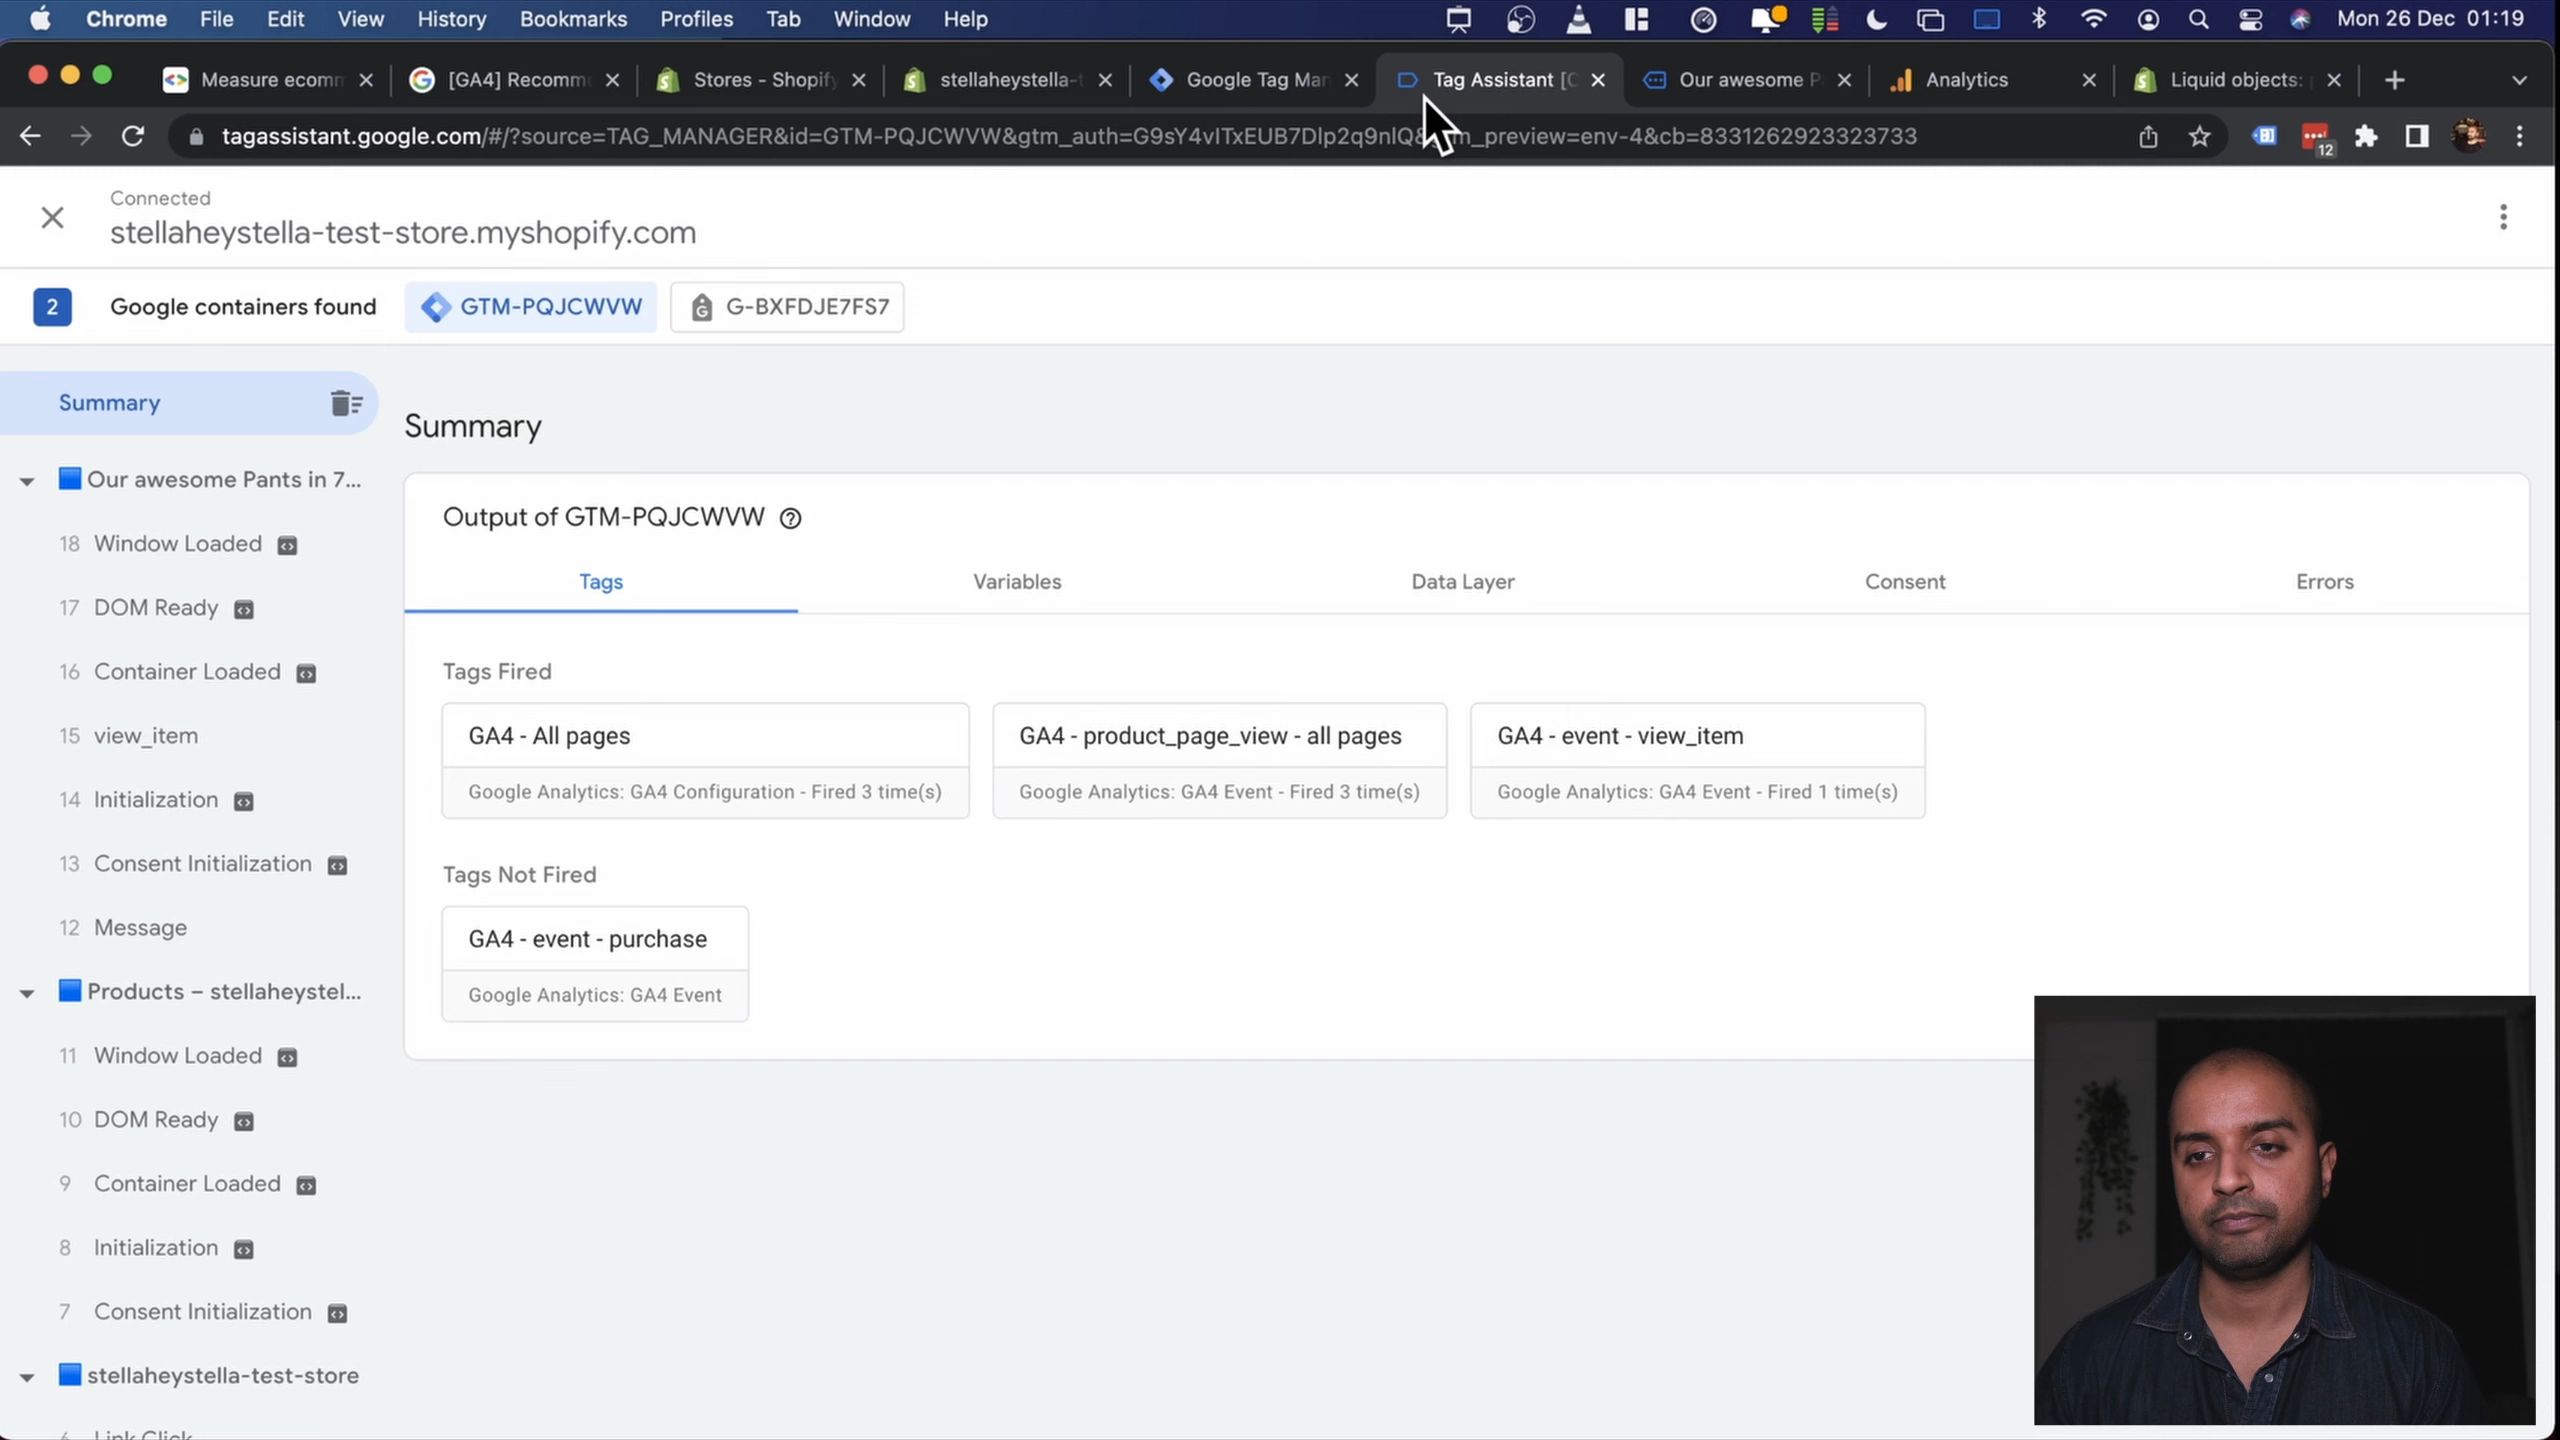 Chrome File Edit View History Bookmarks Profiles Tab Window Help Mon 26 Dec 01:19
Measure ecomm [GA4] Recomme Stores - Shopify stellaheystella-t Google Tag Man Tag Assistant [C Our awesome P Analytics Liquid objects:
tagassistant.google.com/#/?source=TAG_MANAGER&id=GTM-PQJCWVW&gtm_auth=G9sY4vITxEUB7Dlp2q9nlQ& m_preview=env-4&cb=8331262923323733
12
Connected
stellaheystella-test-store.myshopify.com
2 Google containers found GTM-PQJCWVW G-BXFDJE7FS7
Summary
Our awesome Pants in 7...
18 Window Loaded
17 DOM Ready
16 Container Loaded
15 view_item
14 Initialization
13 Consent Initialization
12 Message
Products – stellaheystel...
11 Window Loaded
10 DOM Ready
9 Container Loaded
8 Initialization
7 Consent Initialization
stellaheystella-test-store
Link Click
Summary
Output of GTM-PQJCWVW
Tags Variables Data Layer Consent Errors
Tags Fired
GA4 - All pages
Google Analytics: GA4 Configuration - Fired 3 time(s)
GA4 - product_page_view - all pages
Google Analytics: GA4 Event - Fired 3 time(s)
GA4 - event - view_item
Google Analytics: GA4 Event - Fired 1 time(s)
Tags Not Fired
GA4 - event - purchase
Google Analytics: GA4 Event